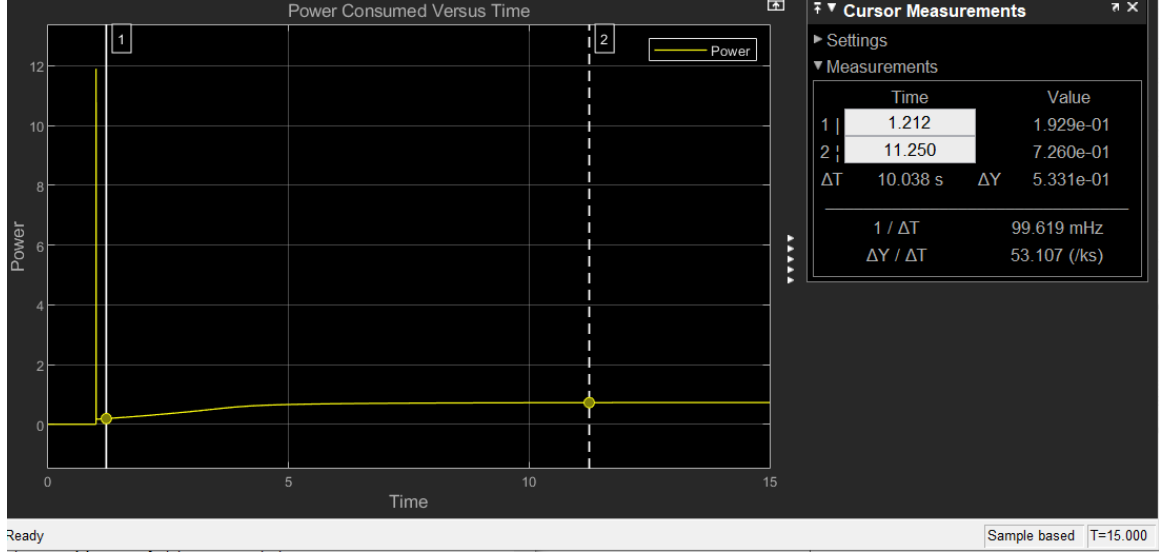 Power Consumed Versus Time
1
2
Power
12
10
8
6
4
2
0
Power
0
5
10
15
Time
Cursor Measurements
Settings
Measurements
Time Value
1 | 1.212 1.929e-01
2 ¦ 11.250 7.260e-01
ΔT 10.038 s ΔY 5.331e-01
1 / ΔT 99.619 mHz
ΔY / ΔT 53.107 (/ks)
Ready
Sample based T=15.000